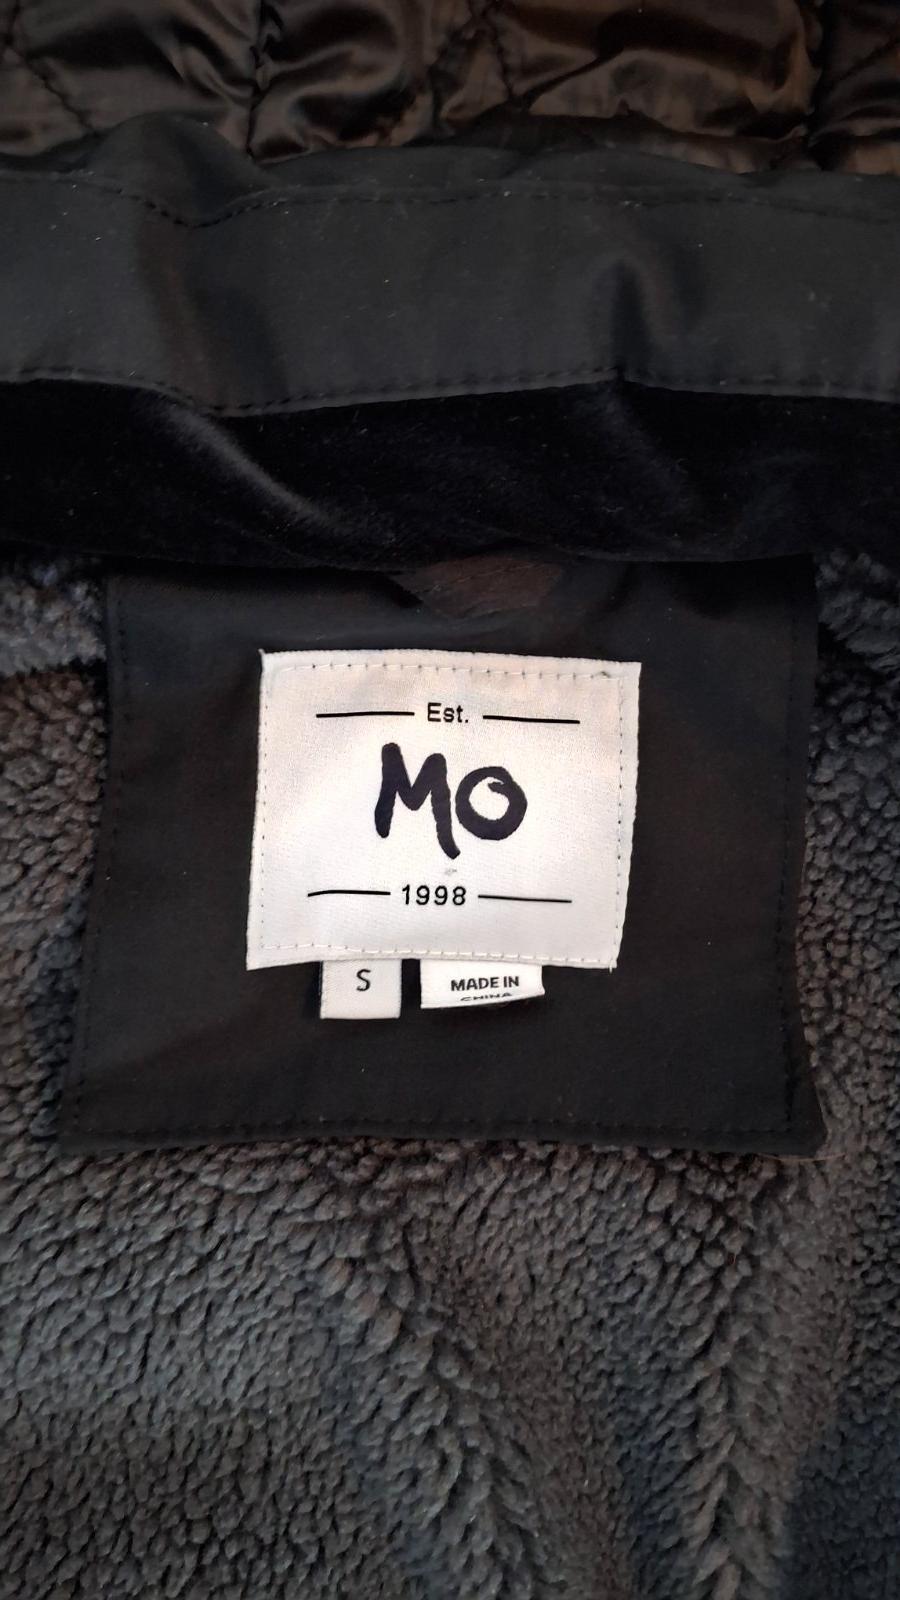 Est.
MO
1998
S
MADE IN
CHINA